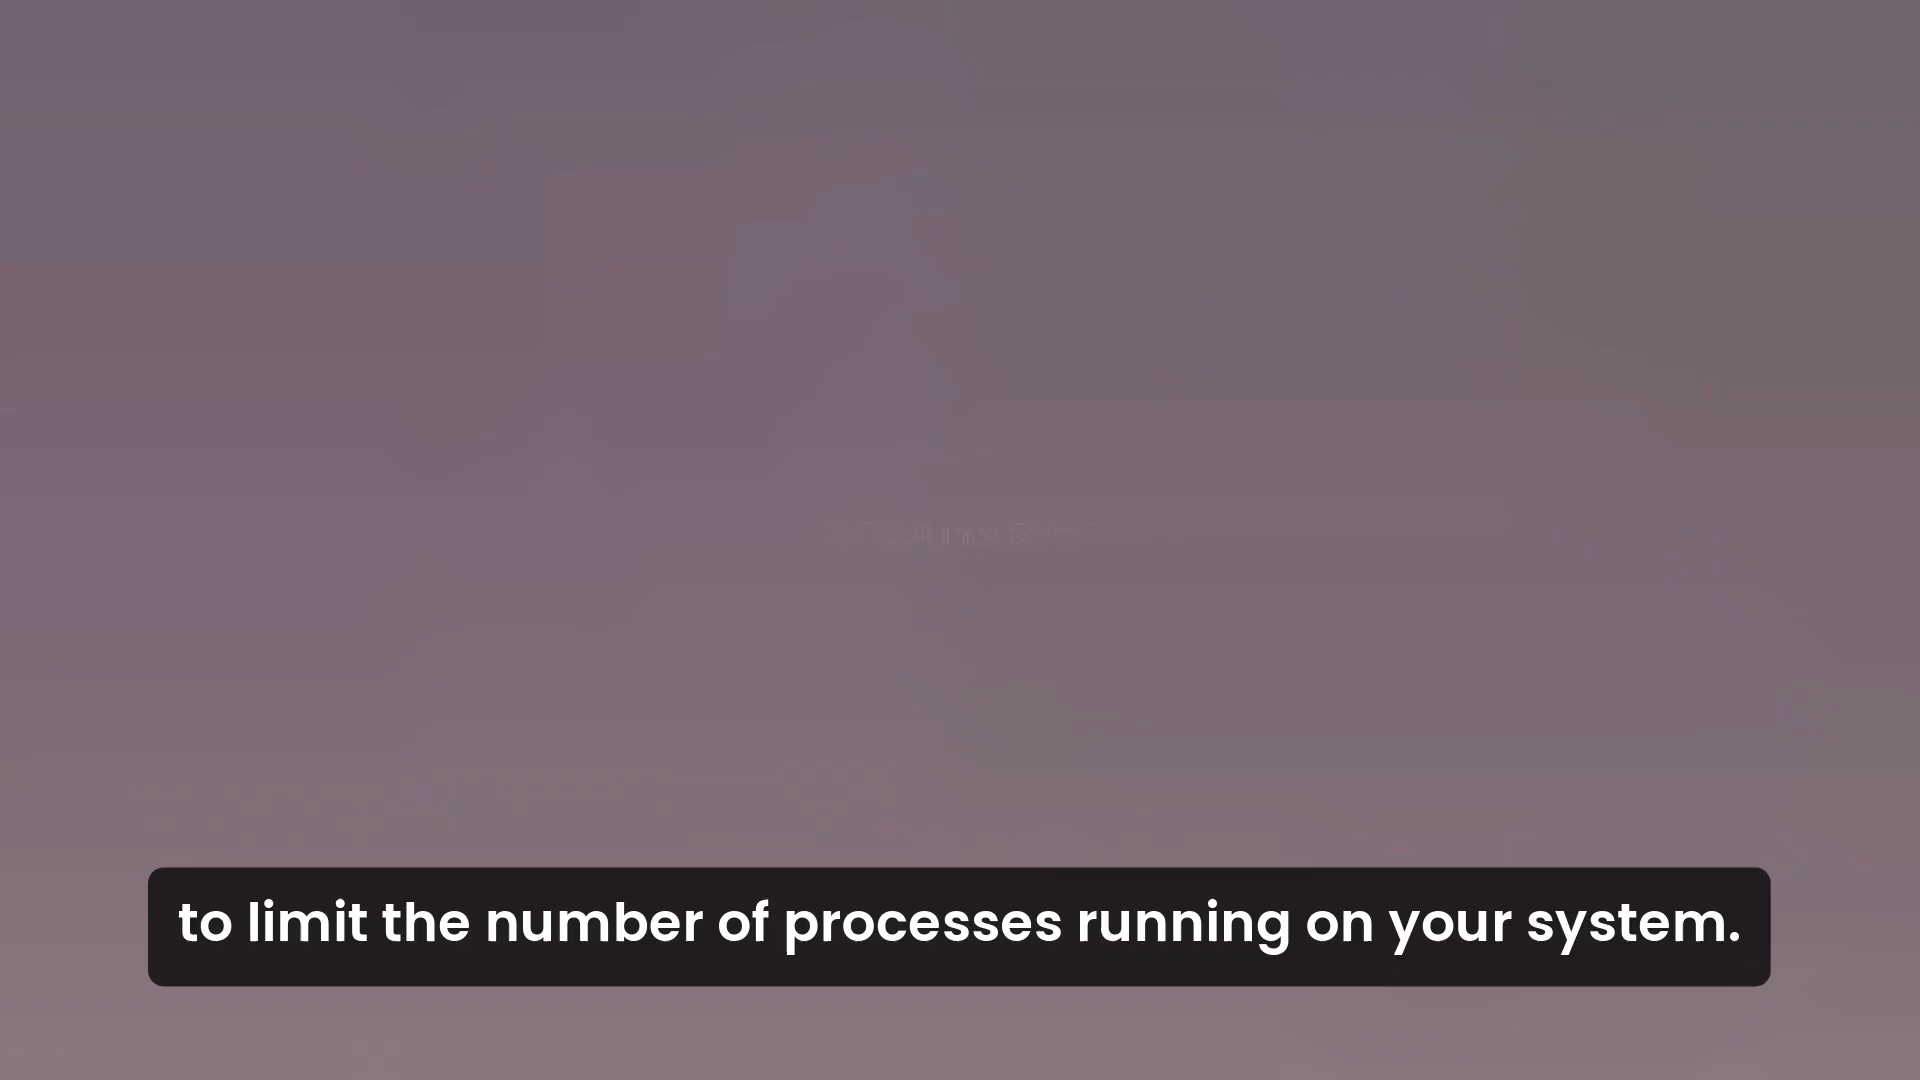 to limit the number of processes running on your system.